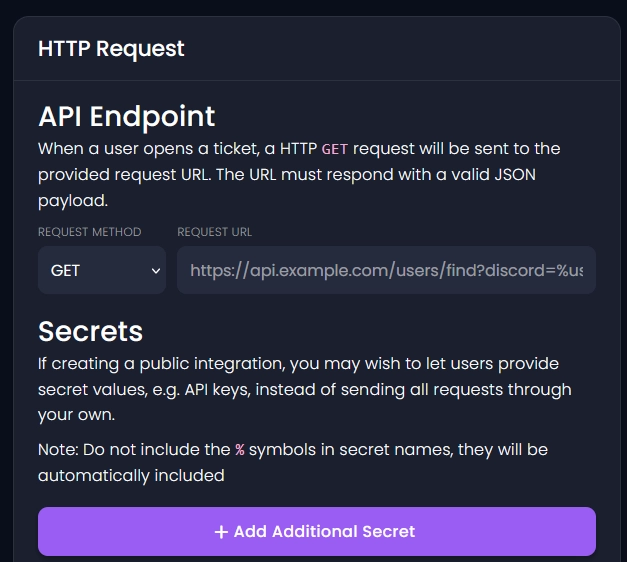 HTTP Request
API Endpoint
When a user opens a ticket, a HTTP GET request will be sent to the
provided request URL. The URL must respond with a valid JSON
payload.
REQUEST METHOD REQUEST URL
GET https://api.example.com/users/find?discord=%us
Secrets
If creating a public integration, you may wish to let users provide
secret values, e.g. API keys, instead of sending all requests through
your own.
Note: Do not include the % symbols in secret names, they will be
automatically included
+ Add Additional Secret